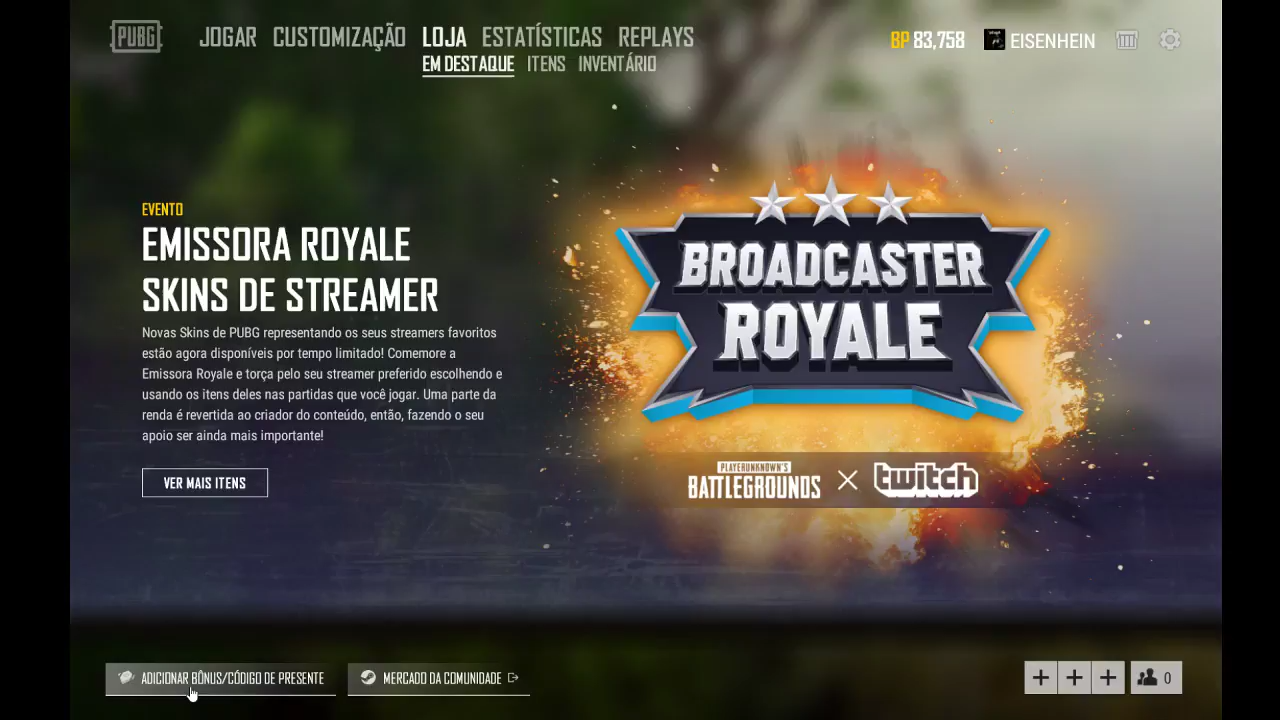 PUBG
JOGAR CUSTOMIZAÇÃO LOJA ESTATÍSTICAS REPLAYS
BP 83,758 EISENHEIN
EM DESTAQUE ITENS INVENTÁRIO
EVENTO
EMISSORA ROYALE
SKINS DE STREAMER
Novas Skins de PUBG representando os seus streamers favoritos
estão agora disponíveis por tempo limitado! Comemore a
Emissora Royale e torça pelo seu streamer preferido escolhendo e
usando os itens deles nas partidas que você jogar. Uma parte da
renda é revertida ao criador do conteúdo, então, fazendo o seu
apoio ser ainda mais importante!
VER MAIS ITENS
BROADCASTER
ROYALE
PLAYERUNKNOWN'S
BATTLEGROUNDS X twitch
ADICIONAR BÔNUS/CÓDIGO DE PRESENTE
MERCADO DA COMUNIDADE
+ + + 0